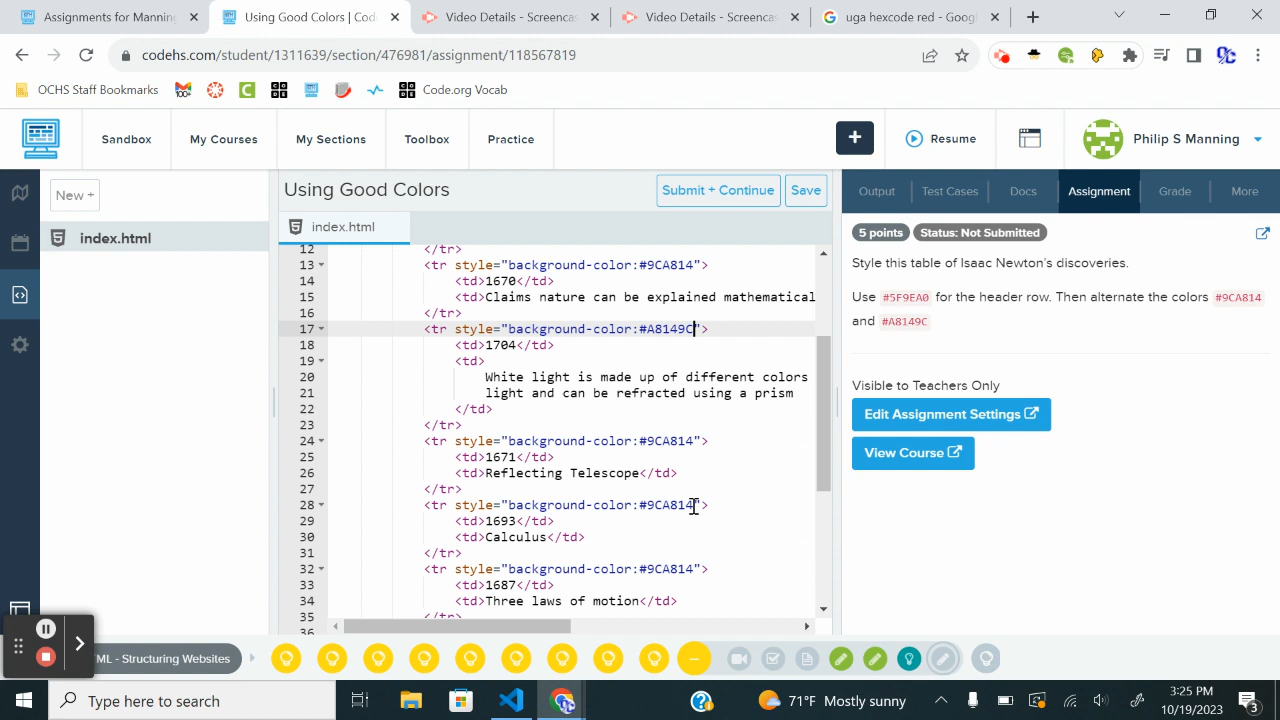 Assignments for Manning
Using Good Colors | Cod
Video Details - Screencas
Video Details - Screencas
uga hexcode red - Googl
codehs.com/student/1311639/section/476981/assignment/118567819
OCHS Staff Bookmarks
Code.org Vocab
Sandbox
My Courses
My Sections
Toolbox
Practice
+
Resume
Philip S Manning
New +
index.html
Using Good Colors
Submit + Continue
Save
index.html
Output
Test Cases
Docs
Assignment
Grade
More
12 </tr>
13 <tr style="background-color:#9CA814">
14 <td>1670</td>
15 <td>Claims nature can be explained mathematical
16 </tr>
17 <tr style="background-color:#A8149C">
18 <td>1704</td>
19 <td>
20 White light is made up of different colors
21 light and can be refracted using a prism
22 </td>
23 </tr>
24 <tr style="background-color:#9CA814">
25 <td>1671</td>
26 <td>Reflecting Telescope</td>
27 </tr>
28 <tr style="background-color:#9CA814">
29 <td>1693</td>
30 <td>Calculus</td>
31 </tr>
32 <tr style="background-color:#9CA814">
33 <td>1687</td>
34 <td>Three laws of motion</td>
35 </tr>
36
5 points
Status: Not Submitted
Style this table of Isaac Newton's discoveries.
Use #5F9EA0 for the header row. Then alternate the colors #9CA814
and #A8149C
Visible to Teachers Only
Edit Assignment Settings
View Course
ML - Structuring Websites
Type here to search
71°F Mostly sunny
3:25 PM
10/19/2023
3